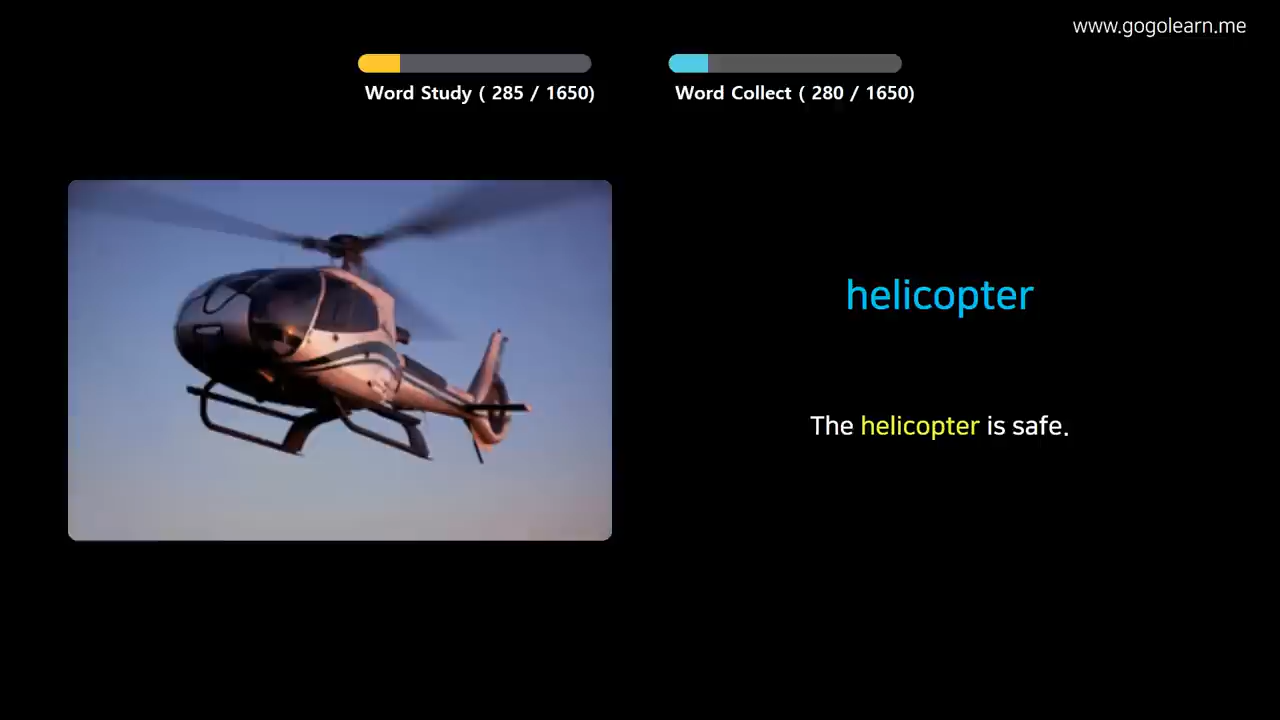 www.gogolearn.me
Word Study ( 285 / 1650)
Word Collect ( 280 / 1650)
helicopter
The helicopter is safe.